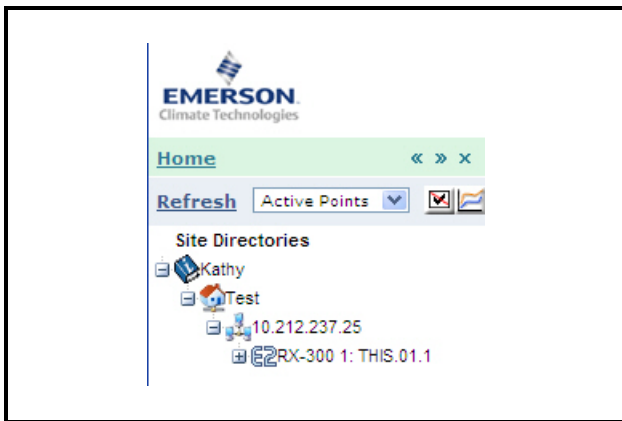 EMERSON.
Climate Technologies
Home « » ×
Refresh Active Points
Site Directories
Kathy
Test
10.212.237.25
E2 RX-300 1: THIS.01.1